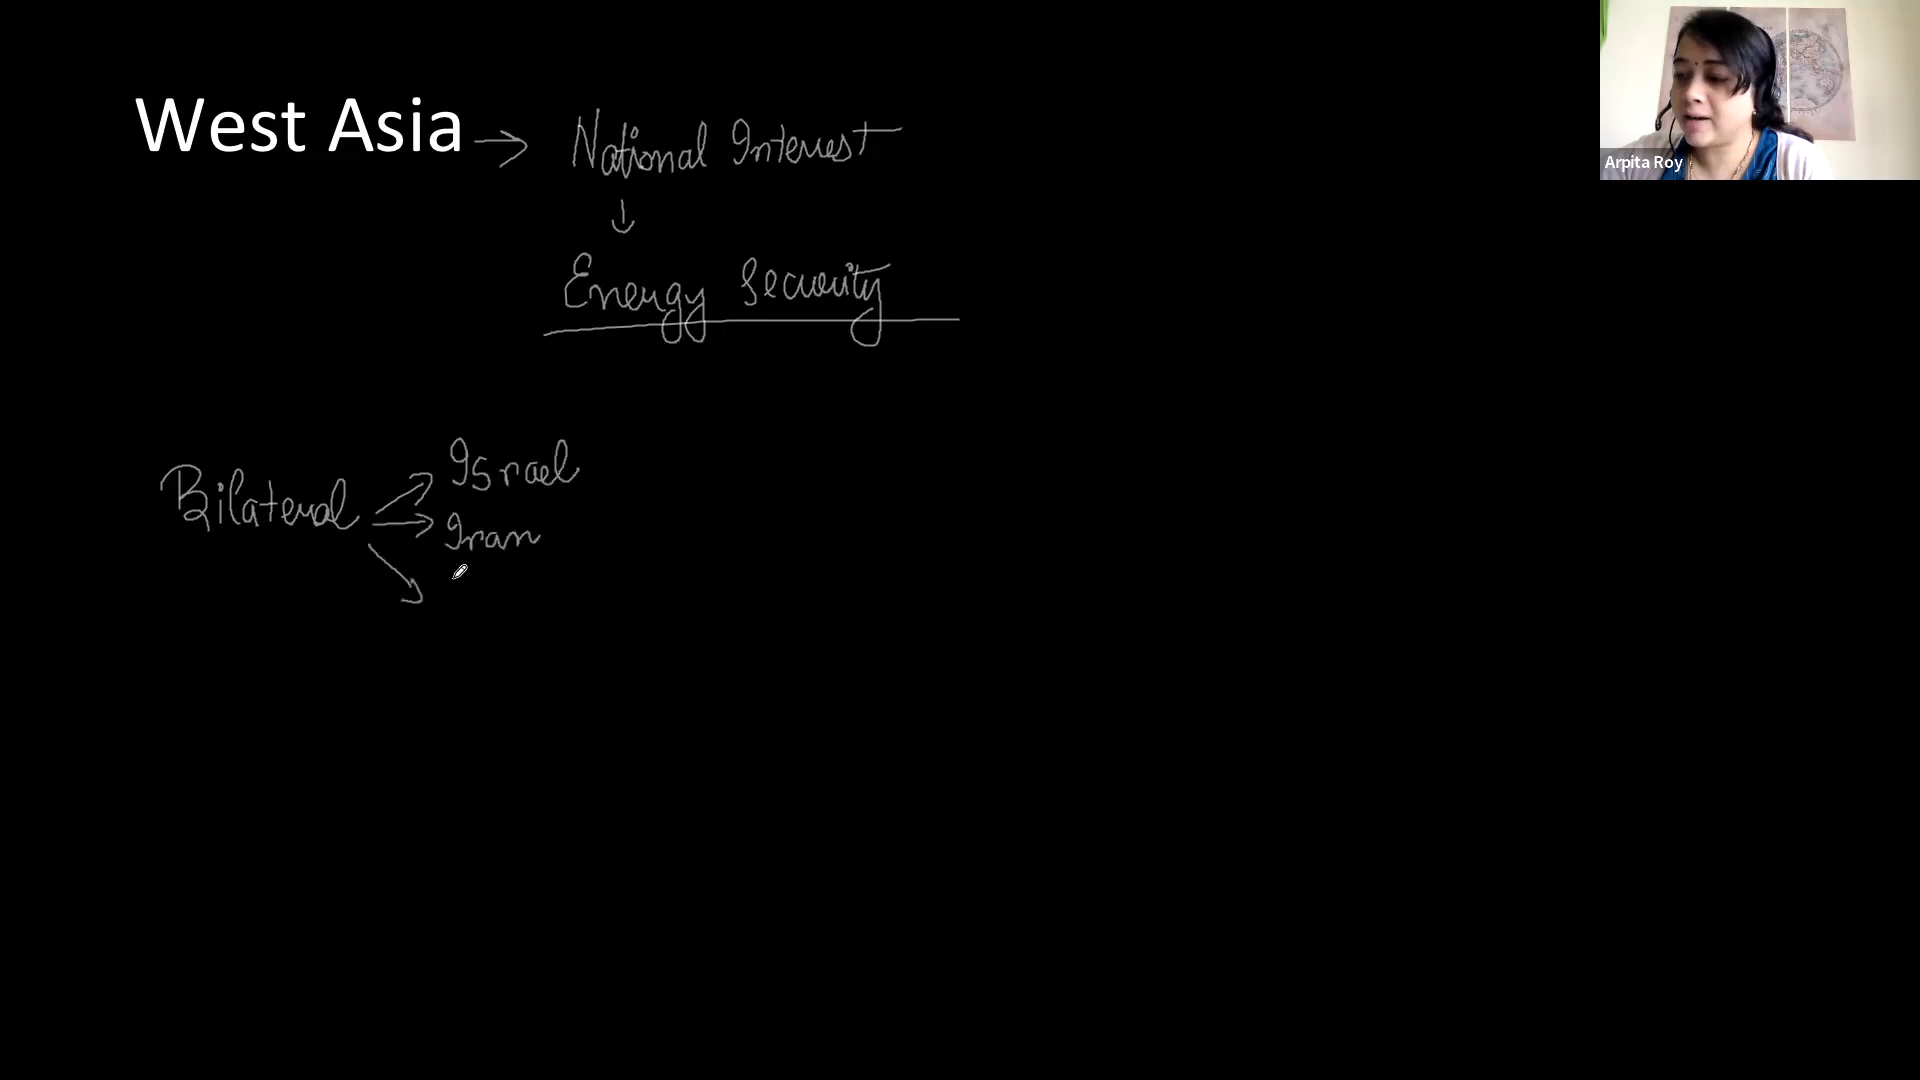 West Asia → National Interest
↓
Energy Security
Bilateral → Israel
→ Iran
→
Arpita Roy